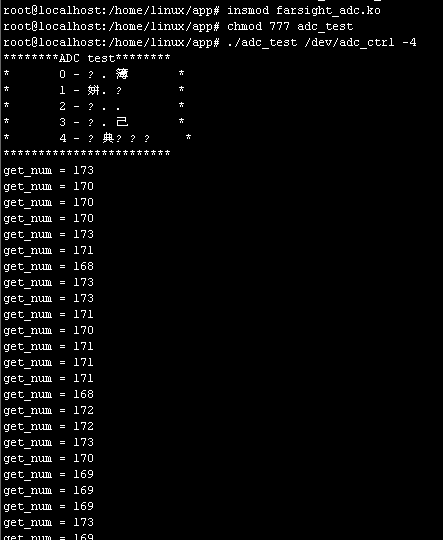 root@localhost:/home/linux/app# insmod farsight_adc.ko
root@localhost:/home/linux/app# chmod 777 adc_test
root@localhost:/home/linux/app# ./adc_test /dev/adc_ctrl -4
********ADC test********
* 0 - ? . 簿 *
* 1 - 妌. ? *
* 2 - ? . . *
* 3 - ? . 己 *
* 4 - ? 典? ? ? *
************************
get_num = 173
get_num = 170
get_num = 170
get_num = 170
get_num = 173
get_num = 171
get_num = 168
get_num = 173
get_num = 173
get_num = 171
get_num = 170
get_num = 171
get_num = 171
get_num = 171
get_num = 168
get_num = 172
get_num = 172
get_num = 173
get_num = 170
get_num = 169
get_num = 169
get_num = 169
get_num = 173
get_num = 169